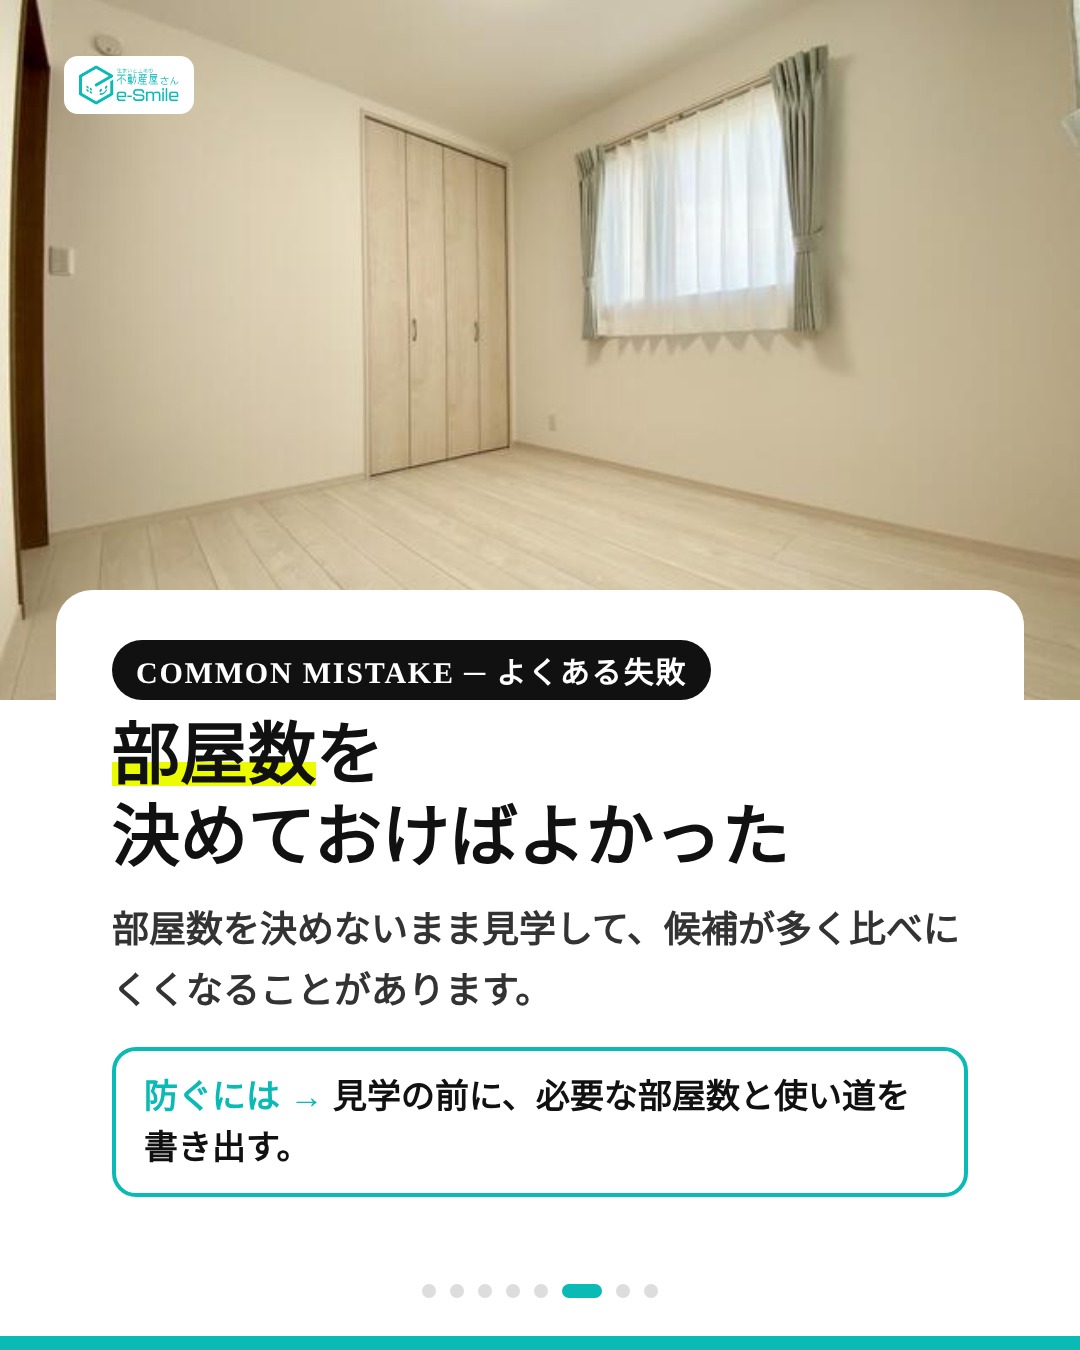 不動産屋さん
e-Smile
COMMON MISTAKE — よくある失敗
部屋数を
決めておけばよかった
部屋数を決めないまま見学して、候補が多く比べに
くくなることがあります。
防ぐには → 見学の前に、必要な部屋数と使い道を
書き出す。